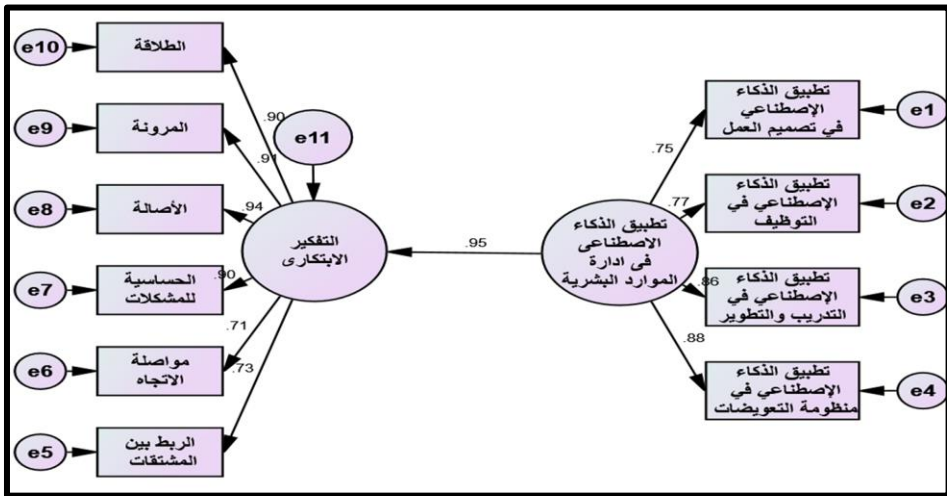 e10
الطلاقة
e9
المرونة
e8
الأصالة
e7
الحساسية
للمشكلات
e6
مواصلة
الاتجاه
e5
الربط بين
المشتقات
.90
.91
.94
.90
.71
.73
e11
التفكير
الابتكارى
.95
تطبيق الذكاء
الاصطناعى
فى ادارة
الموارد البشرية
.75
.77
.86
.88
تطبيق الذكاء
الإصطناعي
في تصميم العمل
e1
تطبيق الذكاء
الإصطناعي في
التوظيف
e2
تطبيق الذكاء
الإصطناعي في
التدريب والتطوير
e3
تطبيق الذكاء
الإصطناعي في
منظومة التعويضات
e4